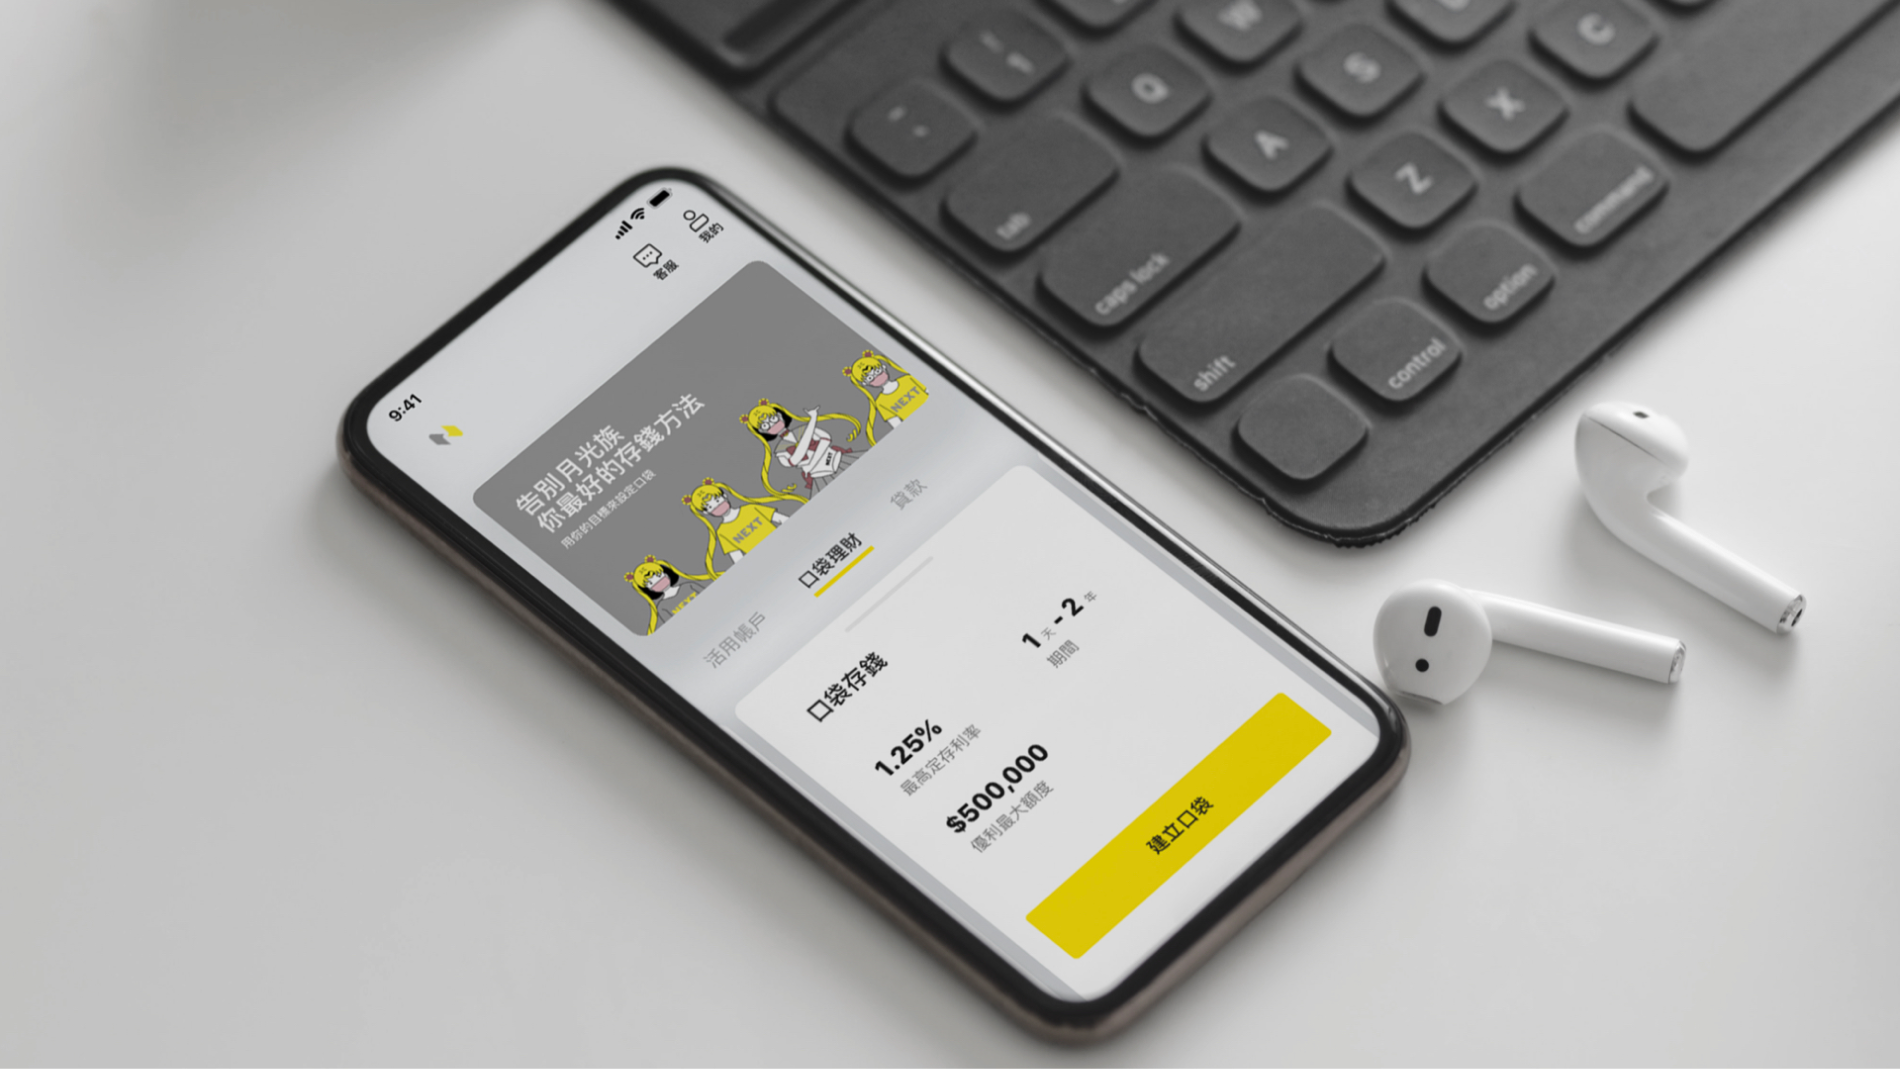 9:41
客服
我的
告別月光族
你最好的存錢方法
用你的目標來設定口袋
NEXT
NEXT
NEXT
活用帳戶
口袋理財
貸款
口袋存錢
1.25%
最高定存利率
1天-2年
期間
$500,000
優利最大額度
建立口袋
W
S
C
Q
A
X
Z
tab
caps lock
shift
control
option
command